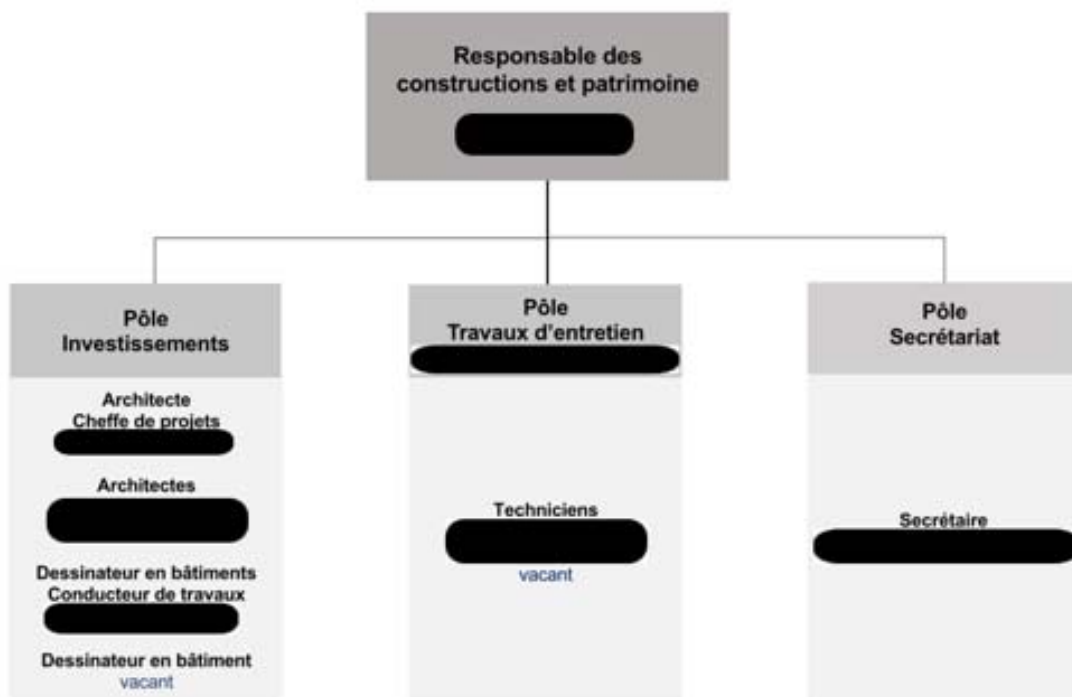 Responsable des
constructions et patrimoine
Pôle
Investissements
Architecte
Cheffe de projets
Architectes
Dessinateur en bâtiments
Conducteur de travaux
Dessinateur en bâtiment
vacant
Pôle
Travaux d'entretien
Techniciens
vacant
Pôle
Secrétariat
Secrétaire